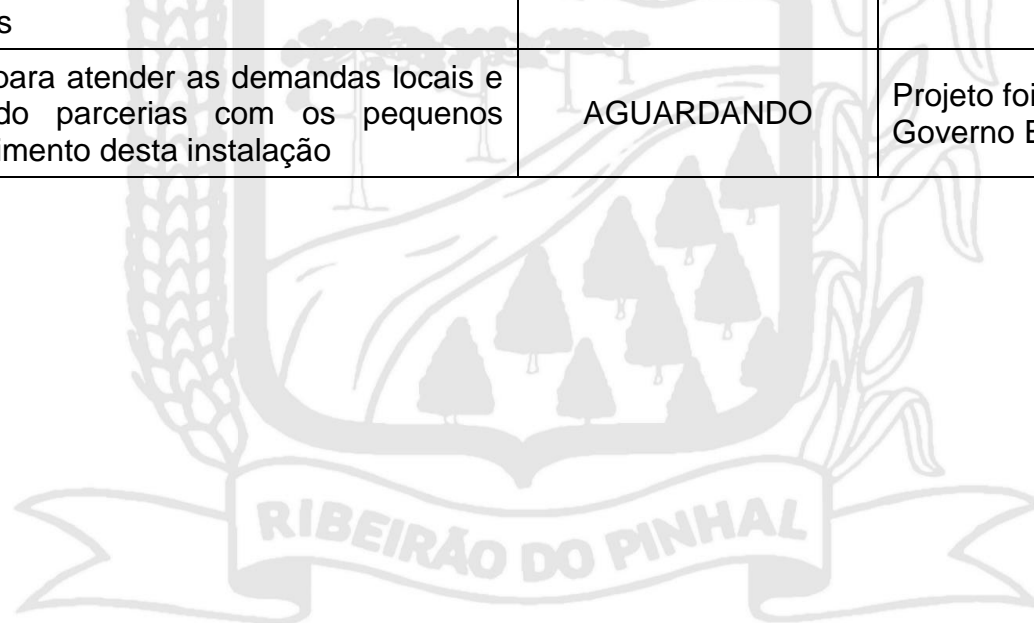 s
para atender as demandas locais e
do parcerias com os pequenos
imento desta instalação
AGUARDANDO
Projeto foi
Governo E
RIBEIRÃO DO PINHAL